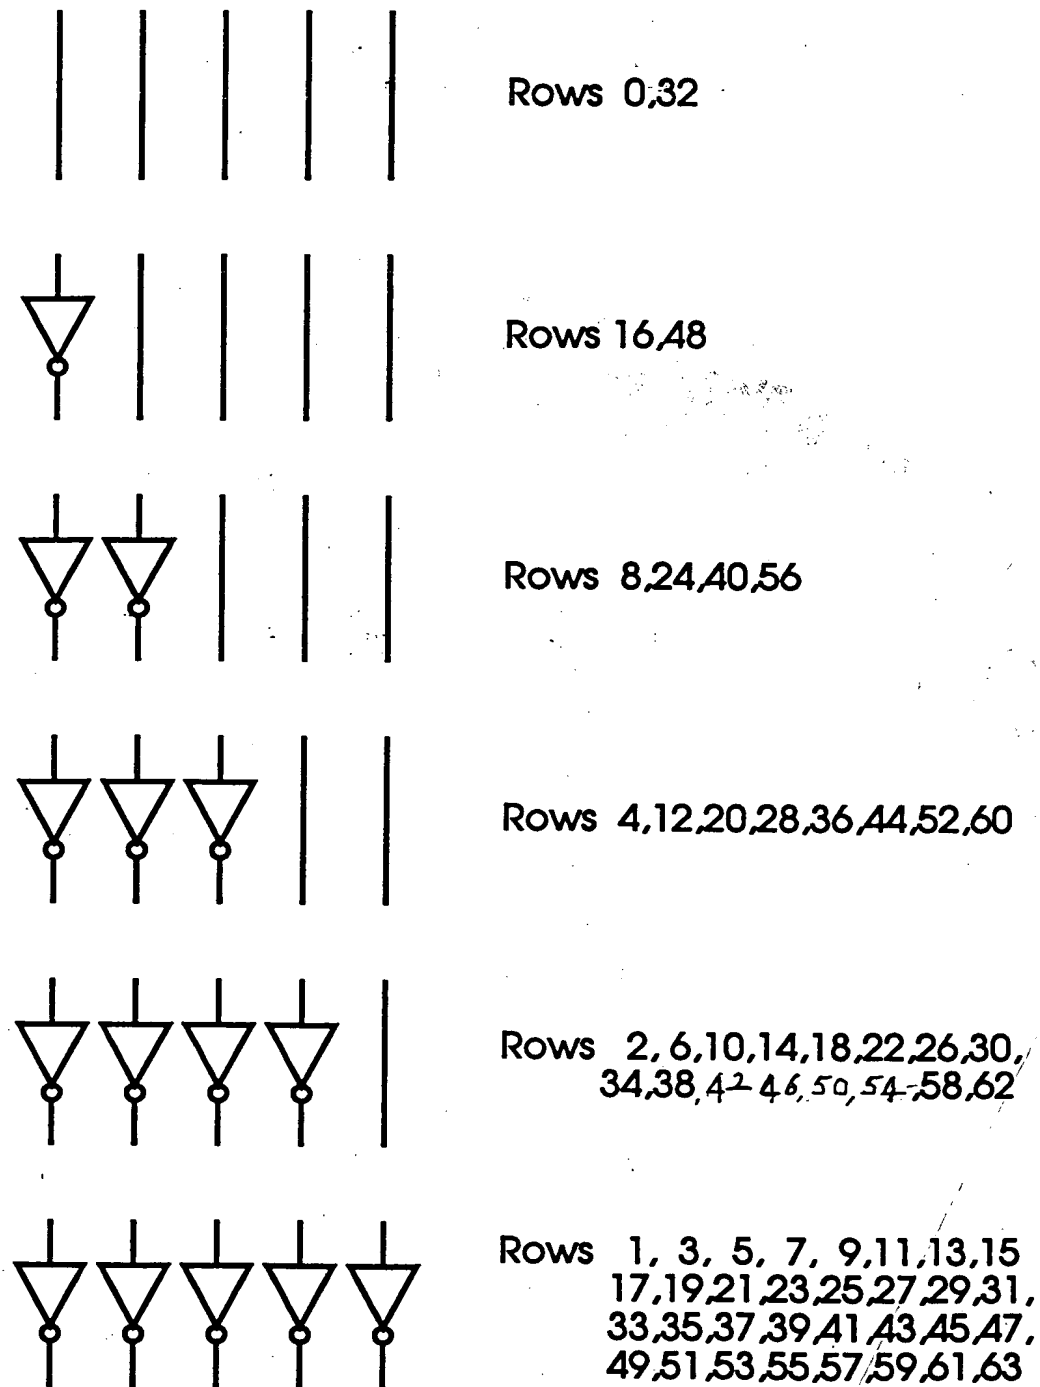 Rows 0,32
Rows 16,48
Rows 8,24,40,56
Rows 4,12,20,28,36,44,52,60
Rows 2, 6,10,14,18,22,26,30,
34,38,42 46,50,54,58,62
Rows 1, 3, 5, 7, 9,11,13,15
17,19,21,23,25,27,29,31,
33,35,37,39,41,43,45,47,
49,51,53,55,57,59,61,63